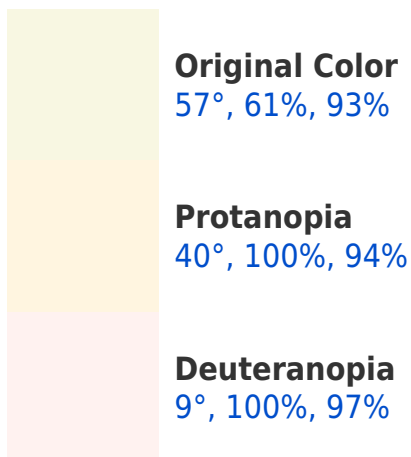 Original Color
57°, 61%, 93%
Protanopia
40°, 100%, 94%
Deuteranopia
9°, 100%, 97%